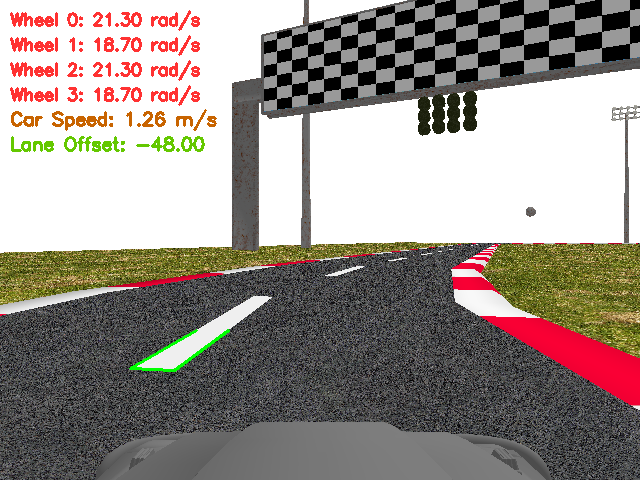 Wheel 0: 21.30 rad/s
Wheel 1: 18.70 rad/s
Wheel 2: 21.30 rad/s
Wheel 3: 18.70 rad/s
Car Speed: 1.26 m/s
Lane Offset: -48.00